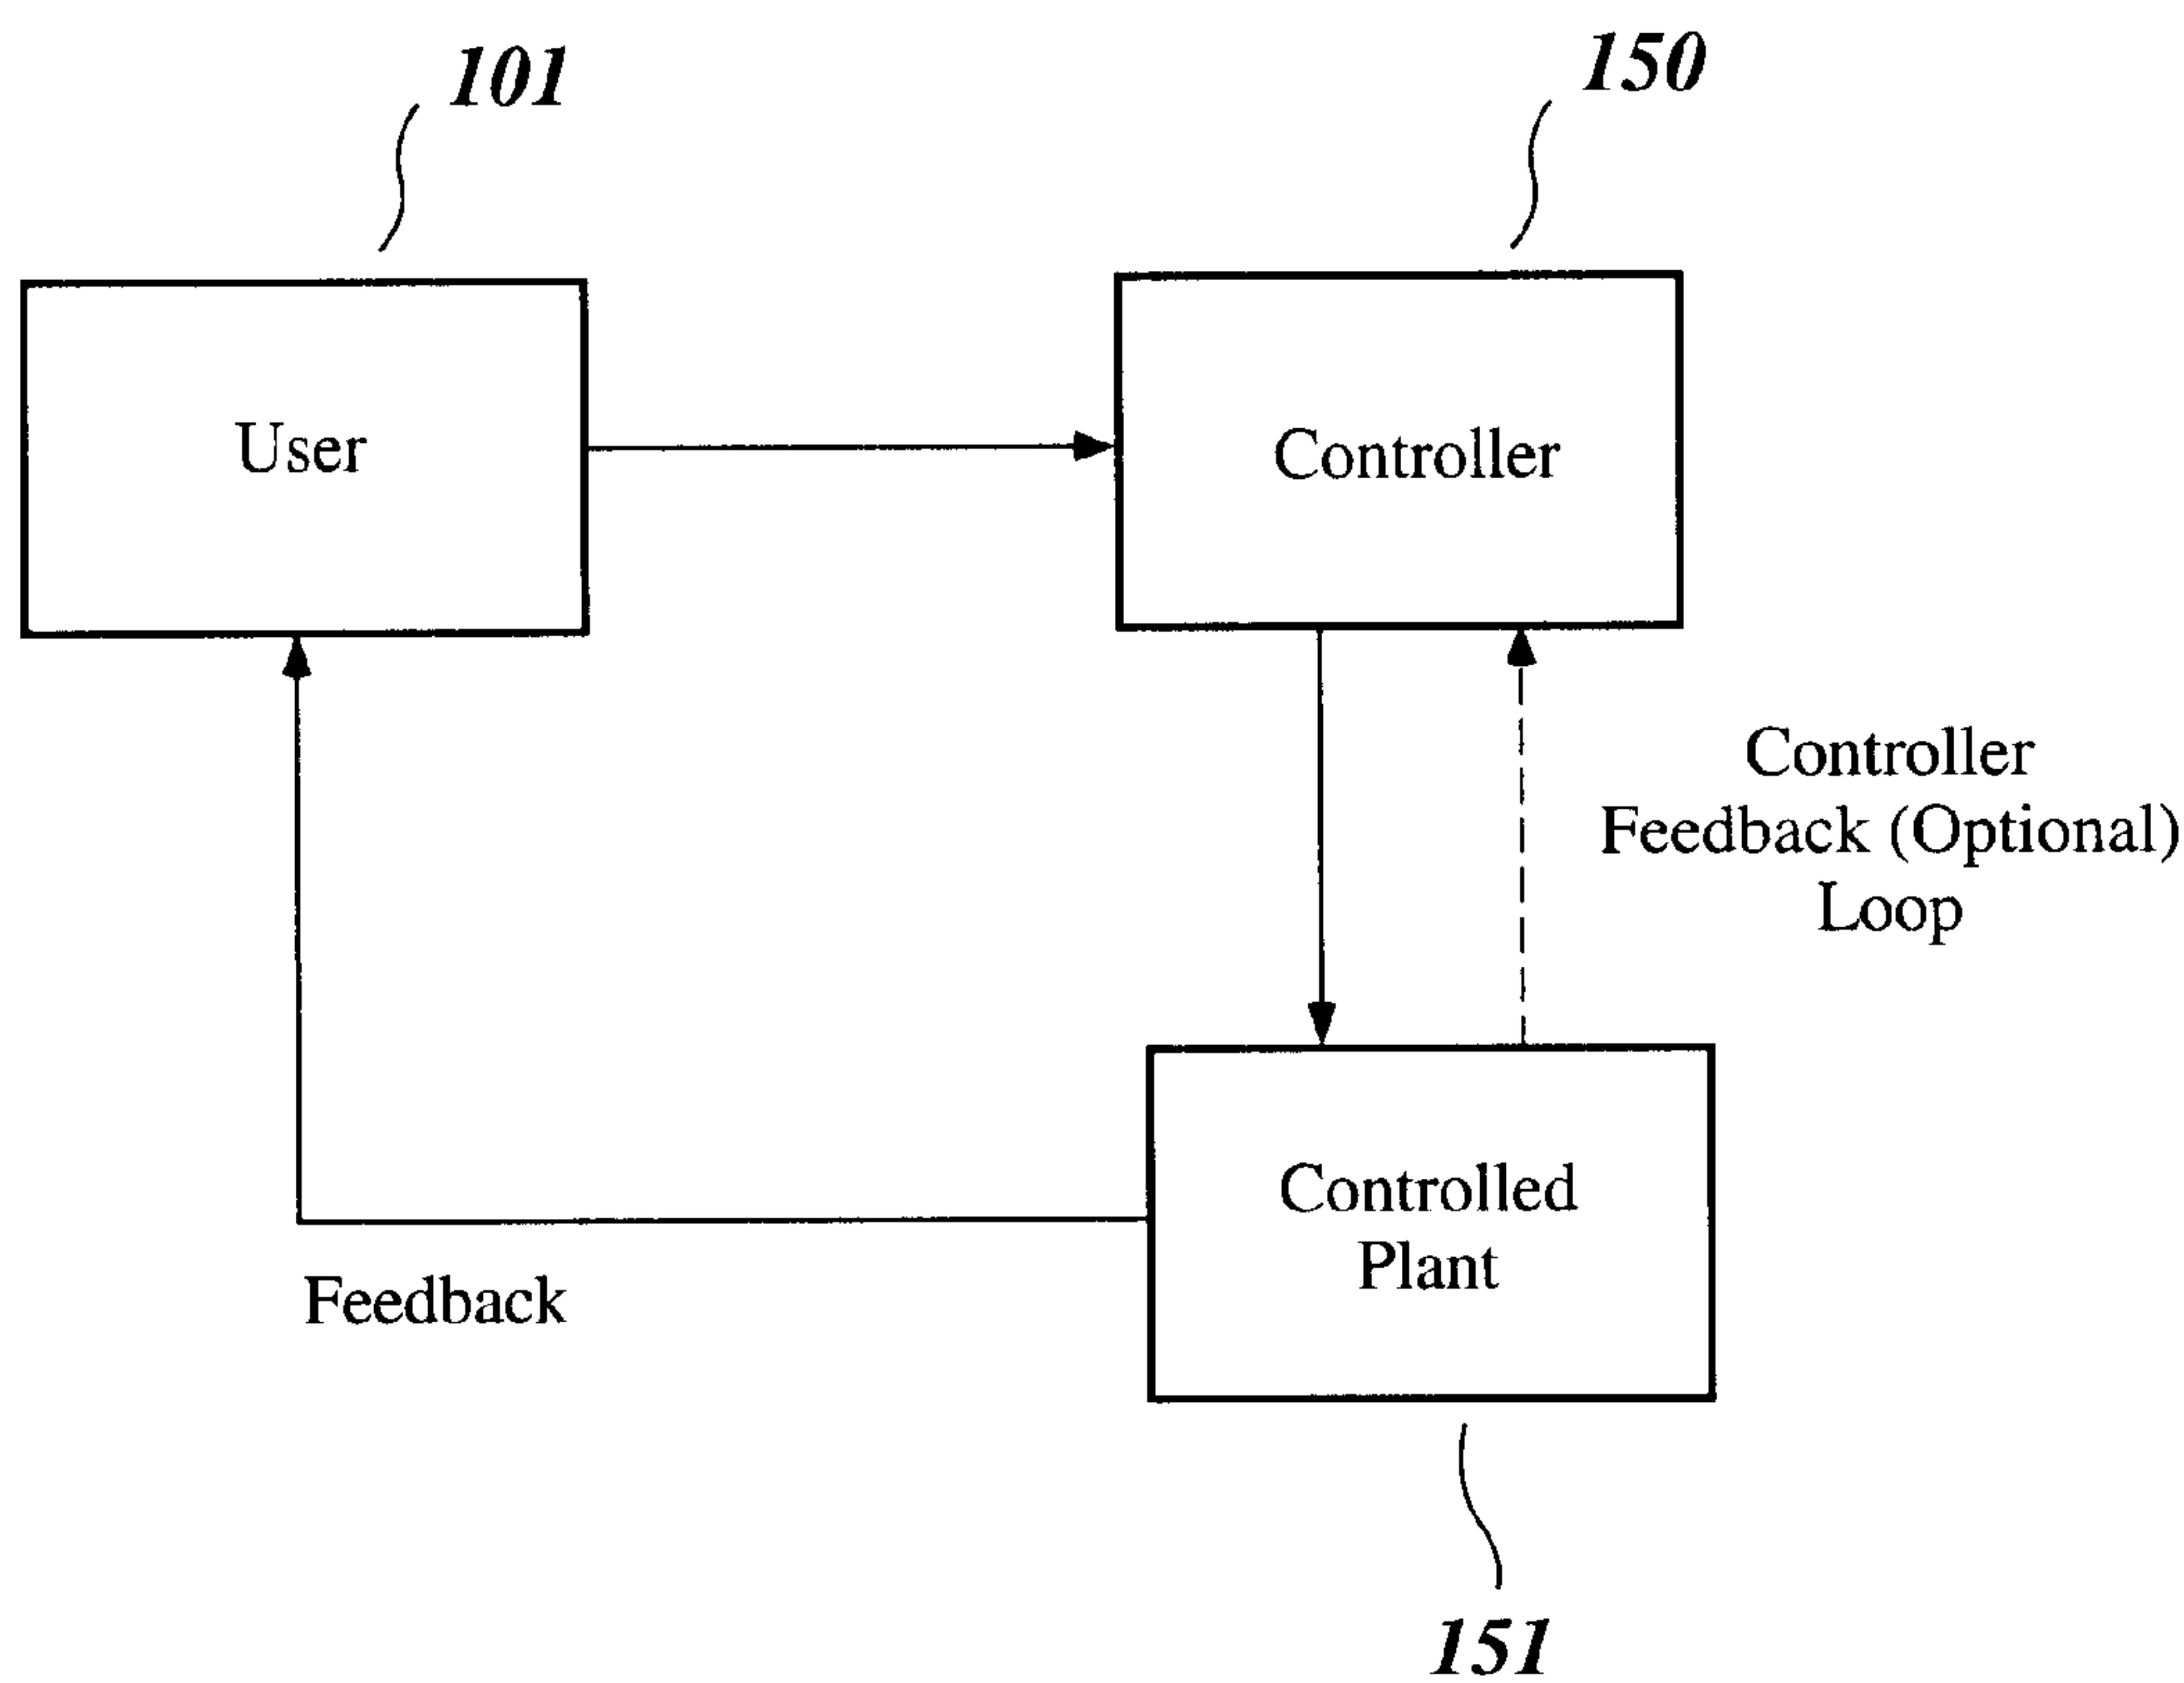 101
150
User
Controller
Controller
Feedback (Optional)
Loop
Controlled
Plant
Feedback
151